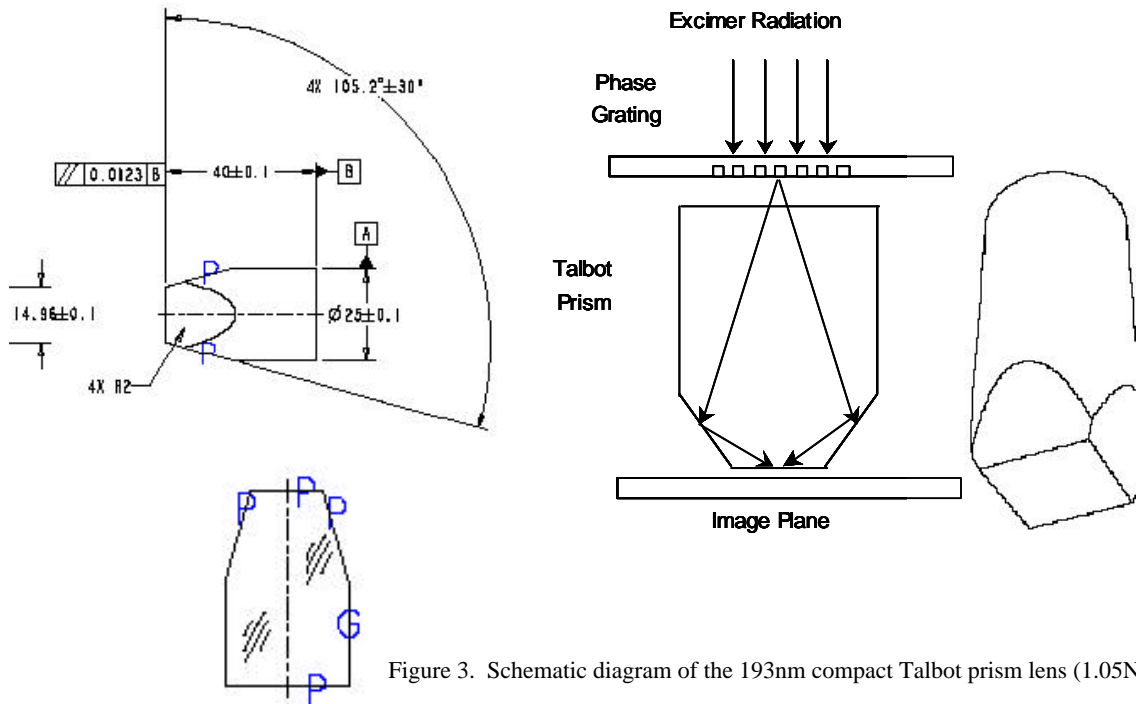 Excimer Radiation
4X 105.2°±30"
Phase
Grating
// 0.0123 B
40±0.1
B
A
P
Talbot
Prism
14.96±0.1
Ø25±0.1
P
4X R2
P
P
P
Image Plane
G
P
Figure 3. Schematic diagram of the 193nm compact Talbot prism lens (1.05N